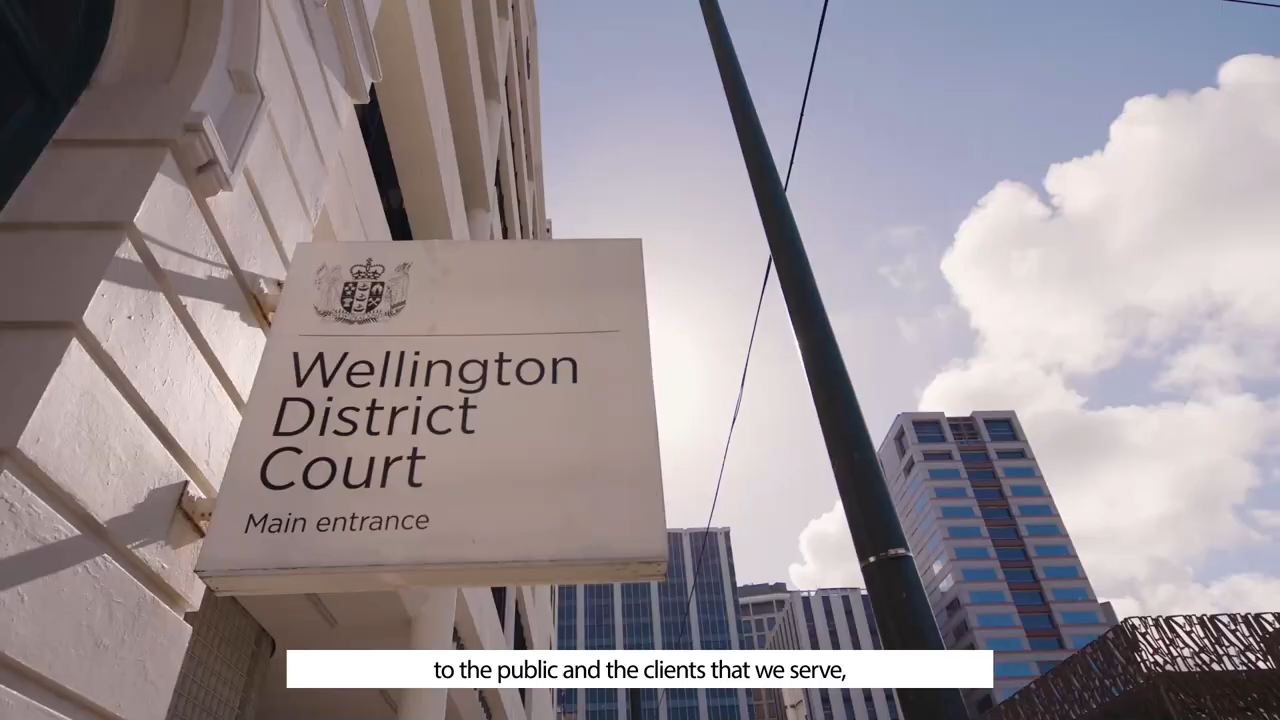 Wellington
District
Court
Main entrance
to the public and the clients that we serve,